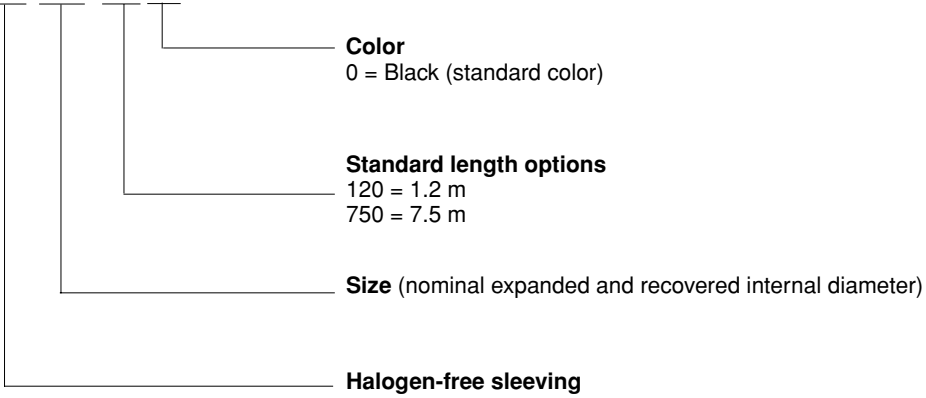 Color
0 = Black (standard color)
Standard length options
120 = 1.2 m
750 = 7.5 m
Size (nominal expanded and recovered internal diameter)
Halogen-free sleeving